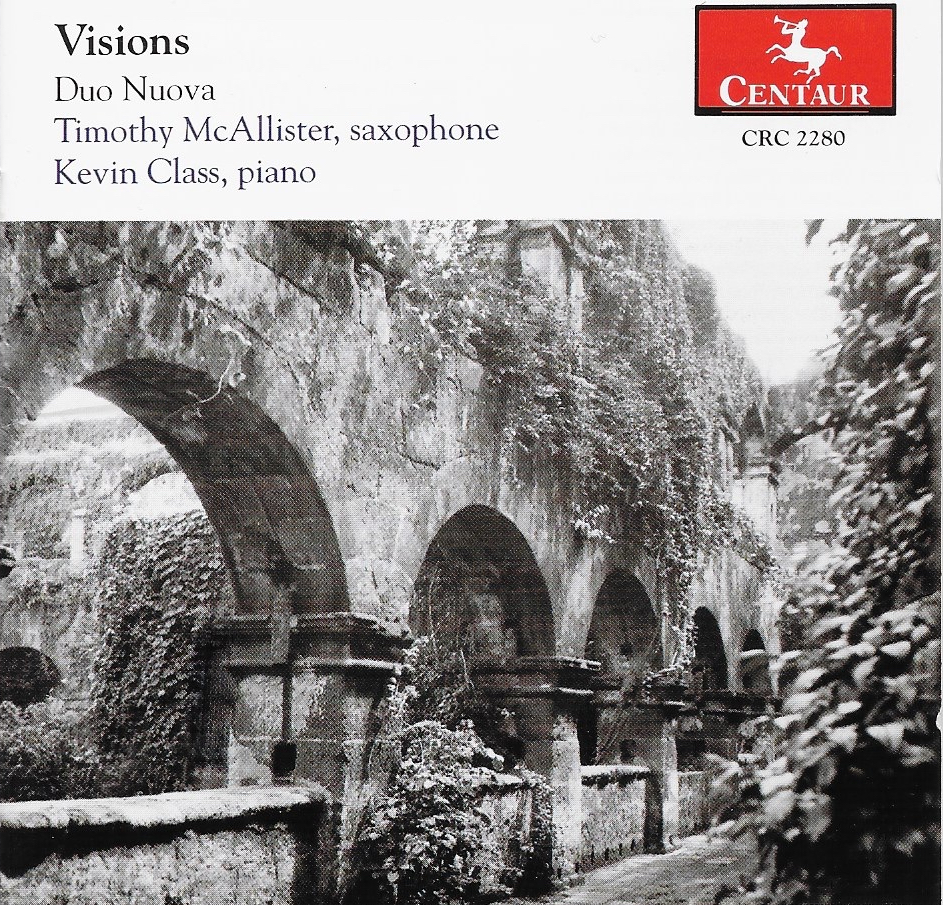 Visions
Duo Nuova
Timothy McAllister, saxophone
Kevin Class, piano
CENTAUR
CRC 2280